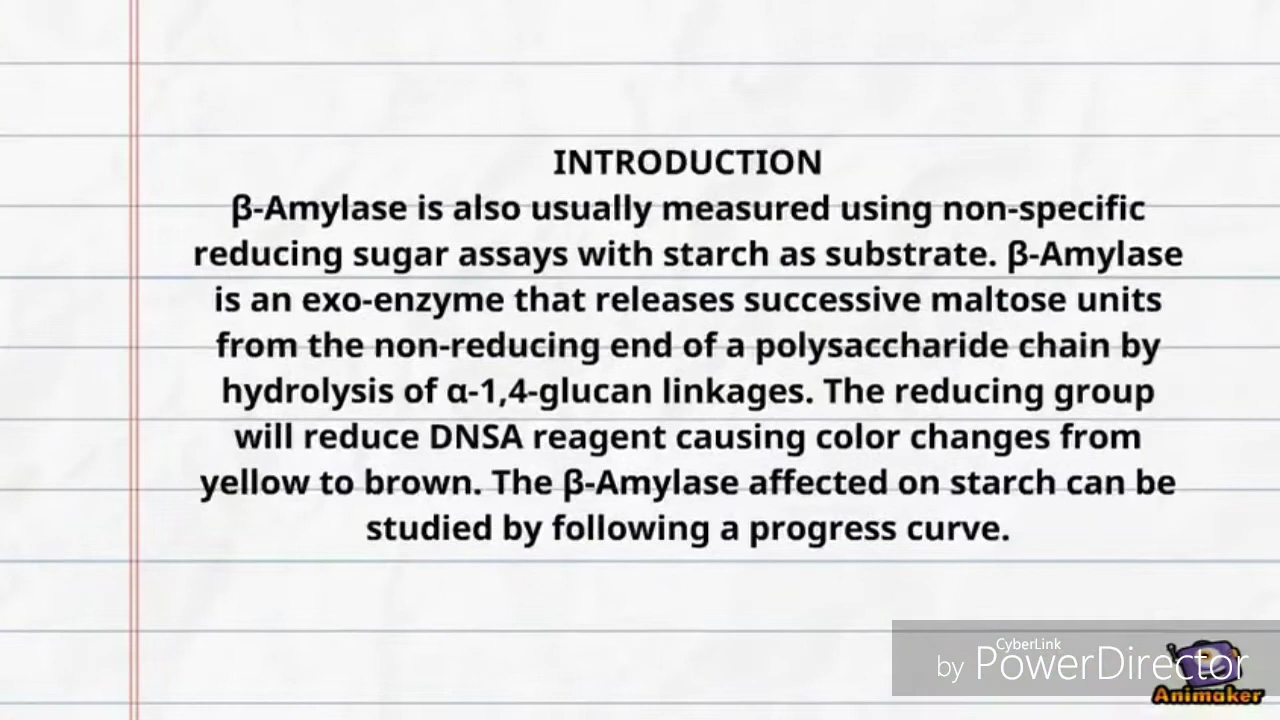 INTRODUCTION
β-Amylase is also usually measured using non-specific
reducing sugar assays with starch as substrate. β-Amylase
is an exo-enzyme that releases successive maltose units
from the non-reducing end of a polysaccharide chain by
hydrolysis of α-1,4-glucan linkages. The reducing group
will reduce DNSA reagent causing color changes from
yellow to brown. The β-Amylase affected on starch can be
studied by following a progress curve.
CyberLink
by PowerDirector
Animaker